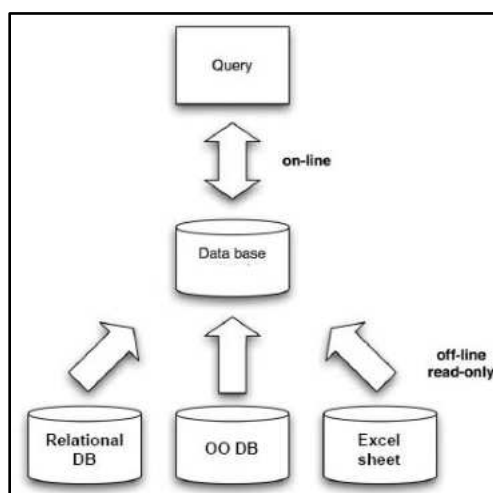 Query
on-line
Data base
off-line
read-only
Relational
DB
OO DB
Excel
sheet